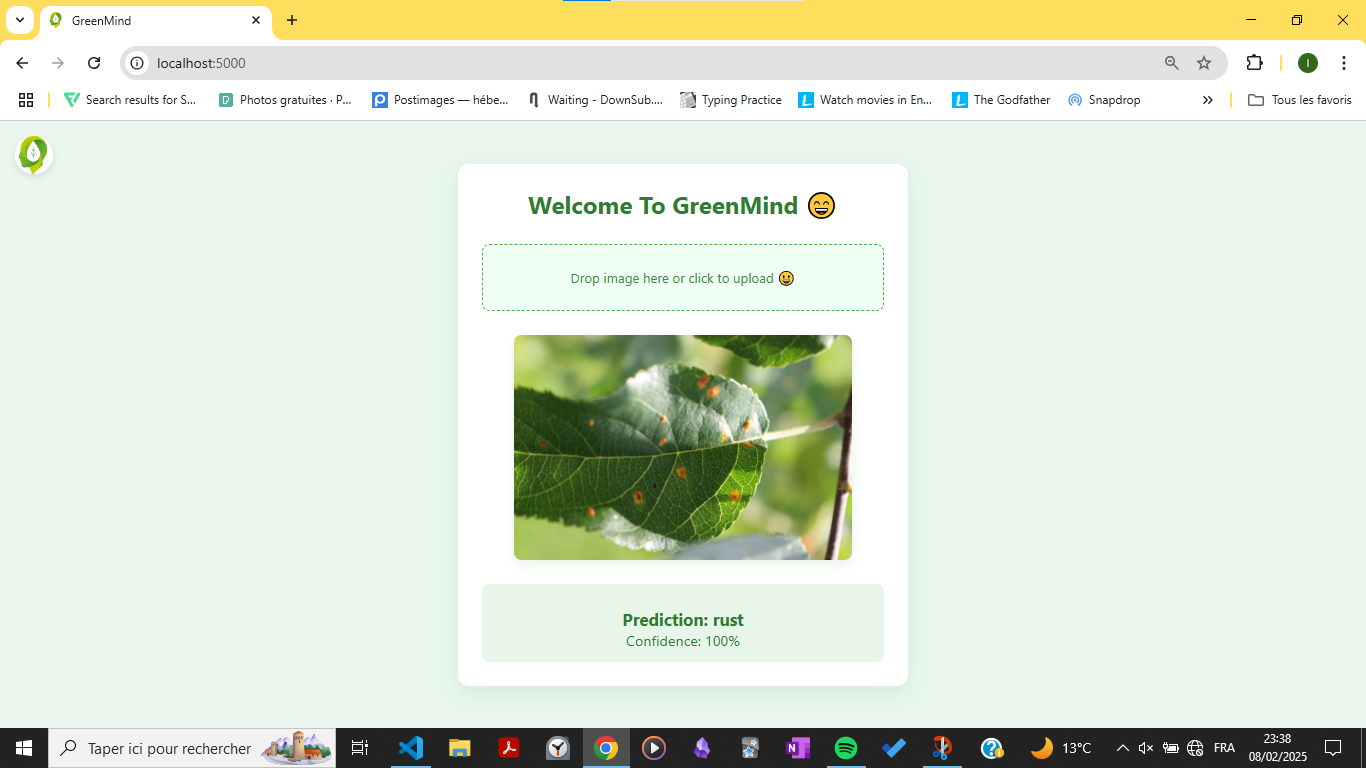 GreenMind
localhost:5000
Search results for S...
Photos gratuites · P...
Postimages — hébe...
Waiting - DownSub....
Typing Practice
Watch movies in En...
The Godfather
Snapdrop
Tous les favoris
Welcome To GreenMind 😄
Drop image here or click to upload 😃
Prediction: rust
Confidence: 100%
Taper ici pour rechercher
13°C
FRA
23:38
08/02/2025